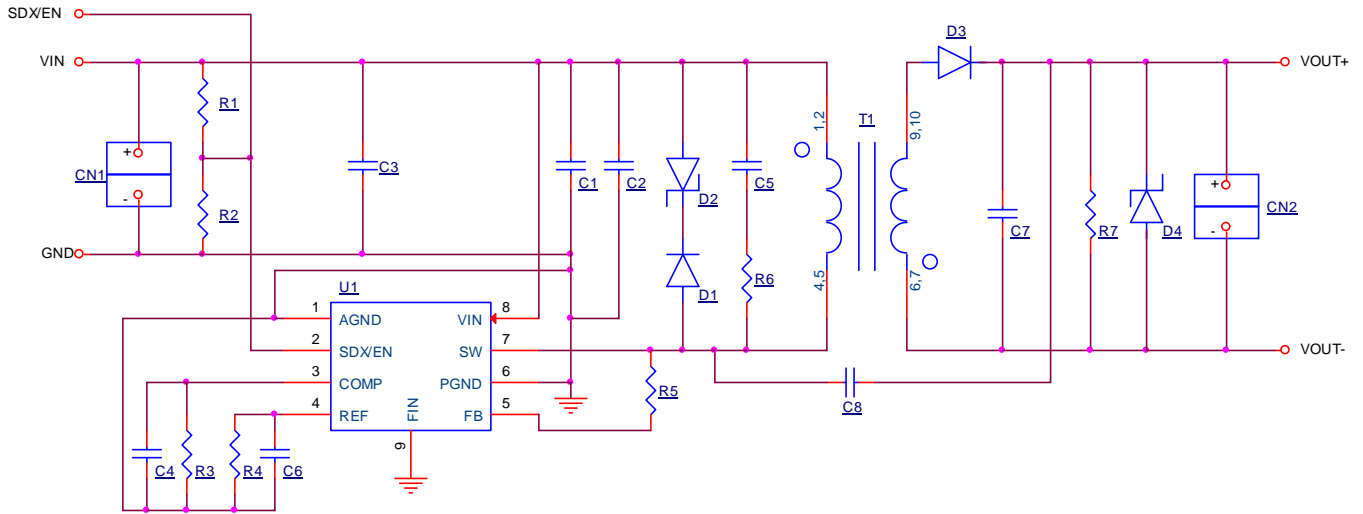 SDX/EN
VIN
GND
CN1
+
-
R1
R2
C3
C1
C2
D2
D1
C5
R6
1,2
4,5
T1
9,10
6,7
D3
C7
R7
D4
+
-
CN2
VOUT+
VOUT-
U1
1
AGND
2
SDX/EN
3
COMP
4
REF
FIN
9
VIN
8
SW
7
PGND
6
FB
5
R5
C8
C4
R3
R4
C6